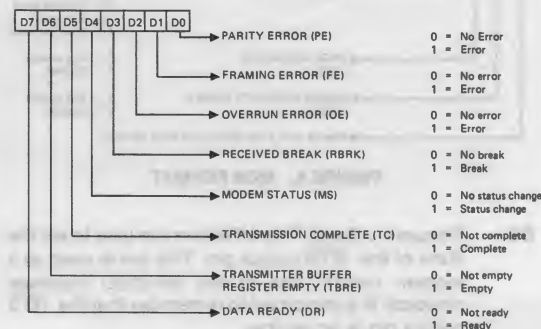 D7 D6 D5 D4 D3 D2 D1 D0
PARITY ERROR (PE) 0 = No Error
1 = Error
FRAMING ERROR (FE) 0 = No error
1 = Error
OVERRUN ERROR (OE) 0 = No error
1 = Error
RECEIVED BREAK (RBRK) 0 = No break
1 = Break
MODEM STATUS (MS) 0 = No status change
1 = Status change
TRANSMISSION COMPLETE (TC) 0 = Not complete
1 = Complete
TRANSMITTER BUFFER 0 = Not empty
REGISTER EMPTY (TBRE) 1 = Empty
DATA READY (DR) 0 = Not ready
1 = Ready